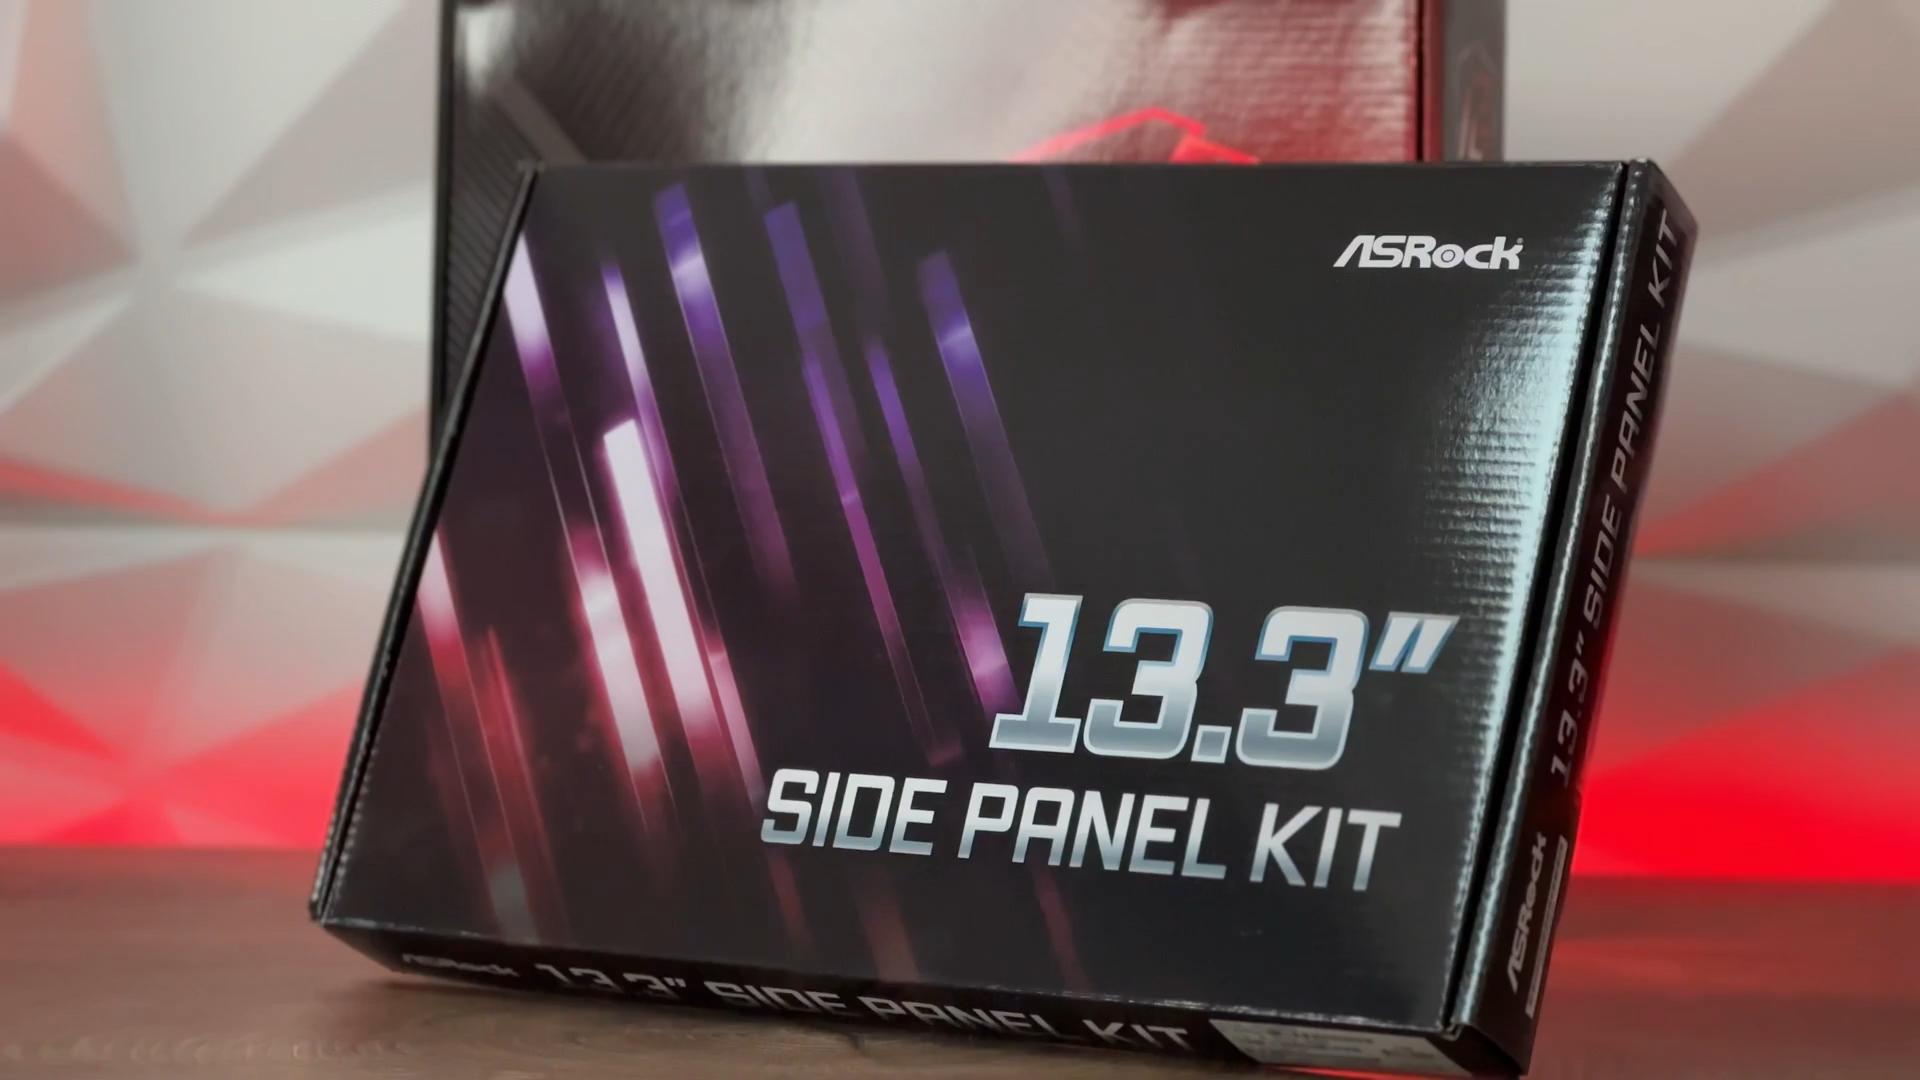 ASRock
13.3"
SIDE PANEL KIT
13.3" SIDE PANEL KIT
ASRock
ASRock 13.3" SIDE PANEL KIT